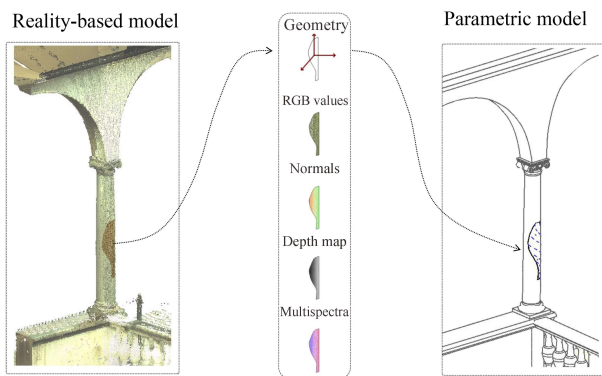 Reality-based model
Geometry
RGB values
Normals
Depth map
Multispectra
Parametric model